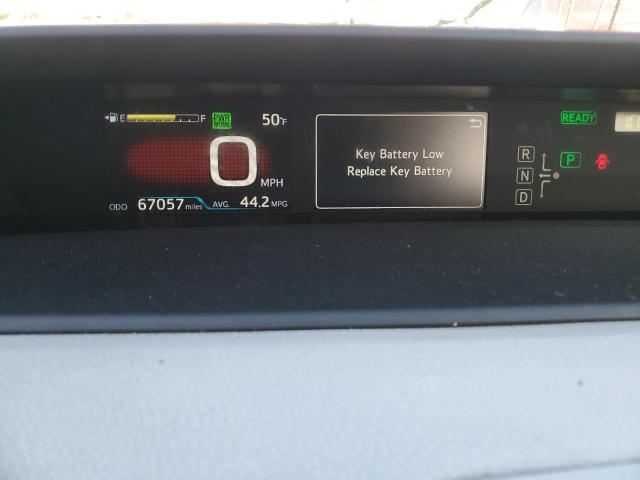 E F
PWR
MODE
50°F
0
MPH
ODO 67057 miles
AVG. 44.2 MPG
Key Battery Low
Replace Key Battery
READY
R
N
D
P